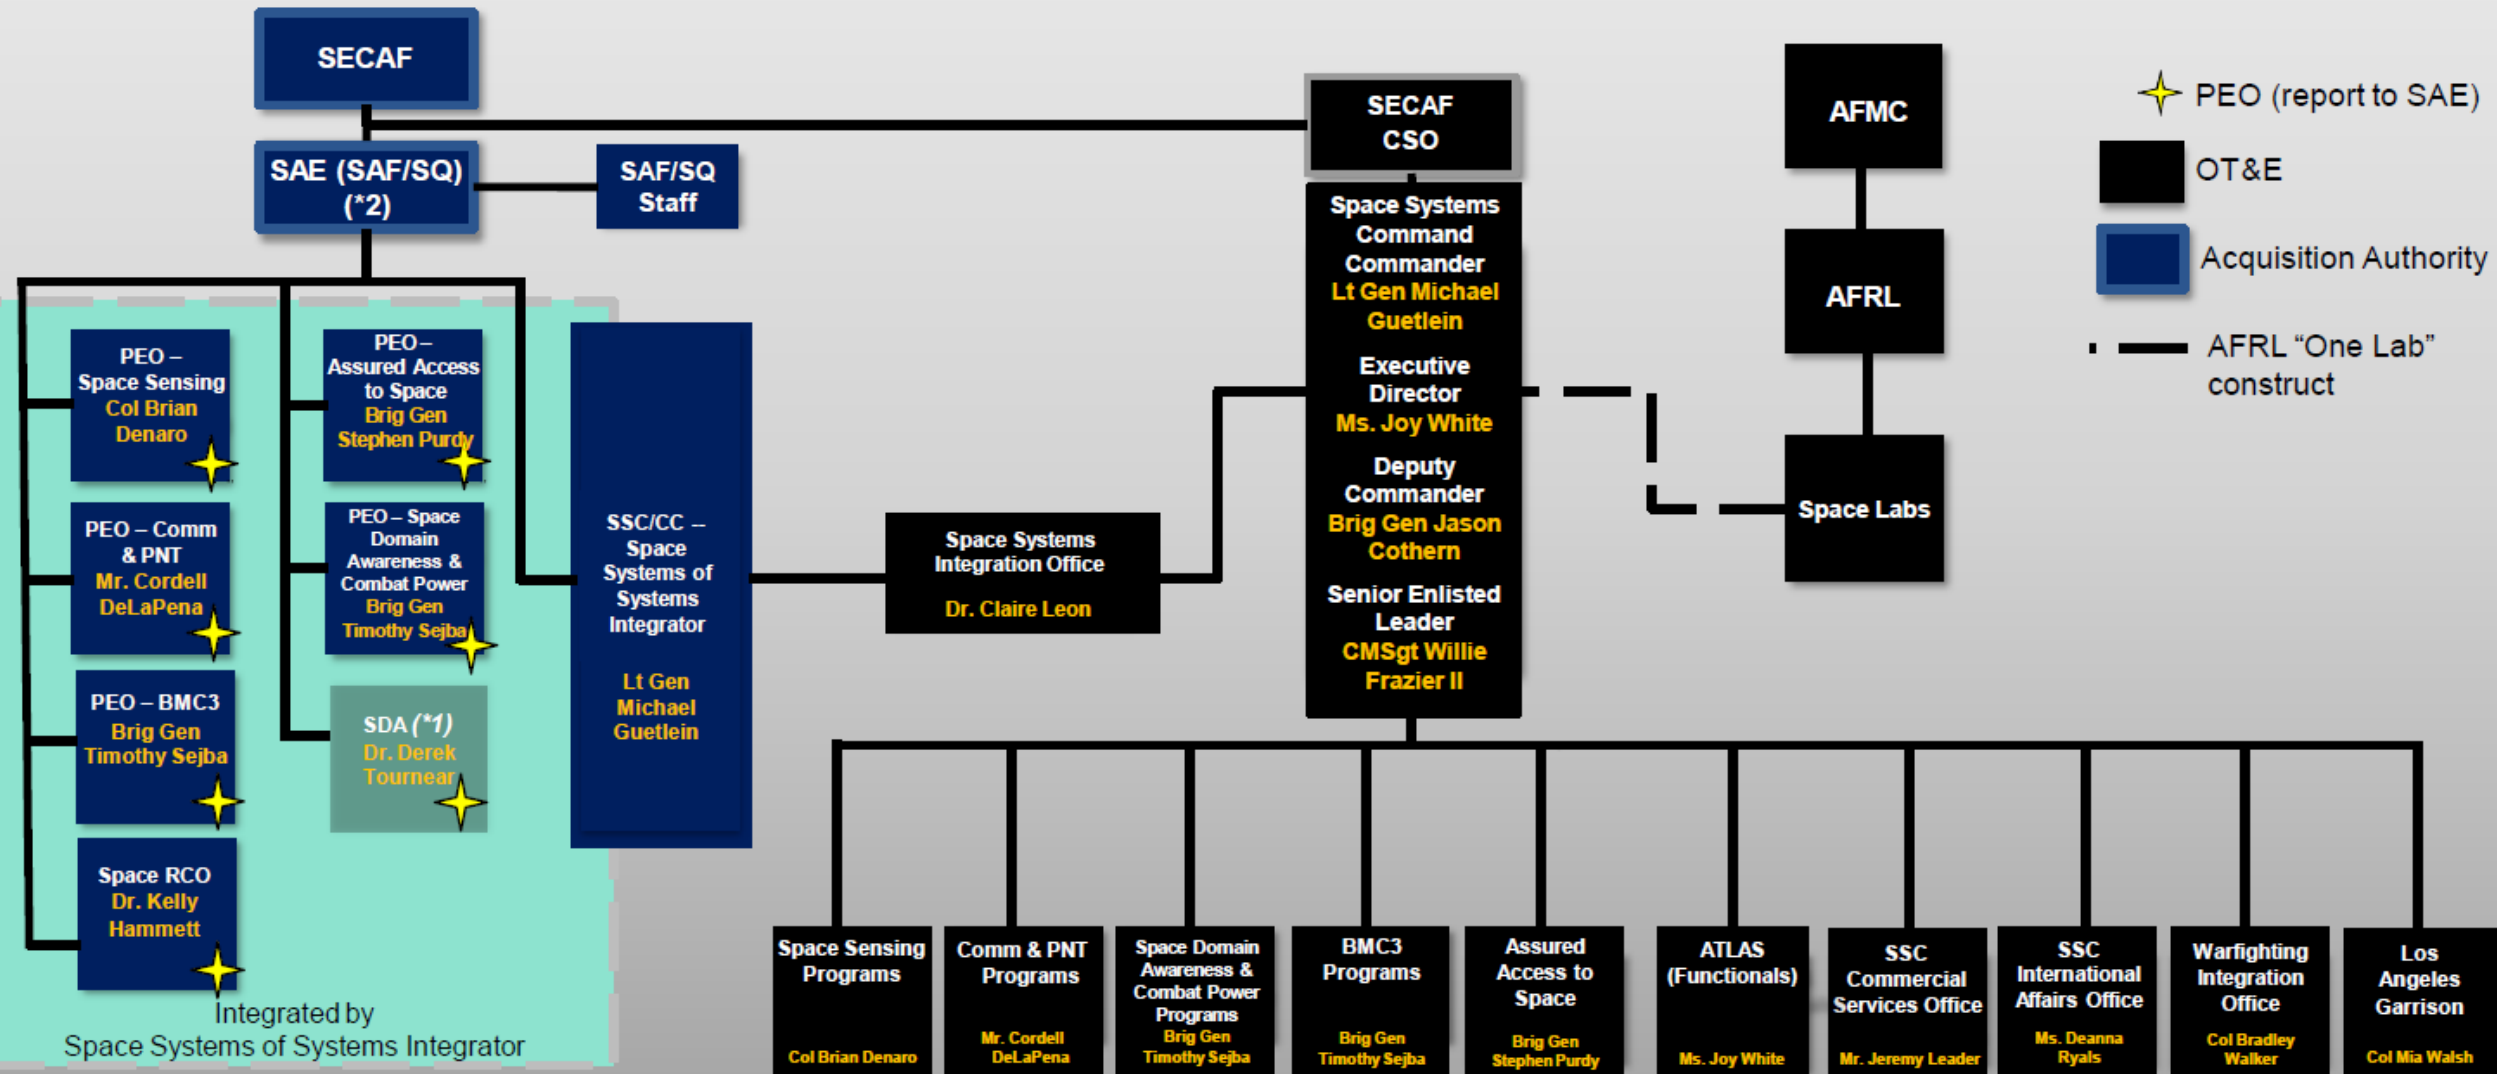 SECAF
SAE (SAF/SQ)
(*2)
SAF/SQ
Staff
SECAF
CSO
Space Systems
Command
Commander
Lt Gen Michael
Guetlein
Executive
Director
Ms. Joy White
Deputy
Commander
Brig Gen Jason
Cothern
Senior Enlisted
Leader
CMSgt Willie
Frazier II
AFMC
AFRL
Space Labs
PEO (report to SAE)
OT&E
Acquisition Authority
AFRL “One Lab”
construct
PEO –
Space Sensing
Col Brian
Denaro
PEO –
Assured Access
to Space
Brig Gen
Stephen Purdy
PEO – Comm
& PNT
Mr. Cordell
DeLaPena
PEO – Space
Domain
Awareness &
Combat Power
Brig Gen
Timothy Sejba
PEO – BMC3
Brig Gen
Timothy Sejba
SDA (*1)
Dr. Derek
Tournear
Space RCO
Dr. Kelly
Hammett
Integrated by
Space Systems of Systems Integrator
SSC/CC --
Space
Systems of
Systems
Integrator
Lt Gen
Michael
Guetlein
Space Systems
Integration Office
Dr. Claire Leon
Space Sensing
Programs
Col Brian Denaro
Comm & PNT
Programs
Mr. Cordell
DeLaPena
Space Domain
Awareness &
Combat Power
Programs
Brig Gen
Timothy Sejba
BMC3
Programs
Brig Gen
Timothy Sejba
Assured
Access to
Space
Brig Gen
Stephen Purdy
ATLAS
(Functionals)
Ms. Joy White
SSC
Commercial
Services Office
Mr. Jeremy Leader
SSC
International
Affairs Office
Ms. Deanna
Ryals
Warfighting
Integration
Office
Col Bradley
Walker
Los
Angeles
Garrison
Col Mia Walsh